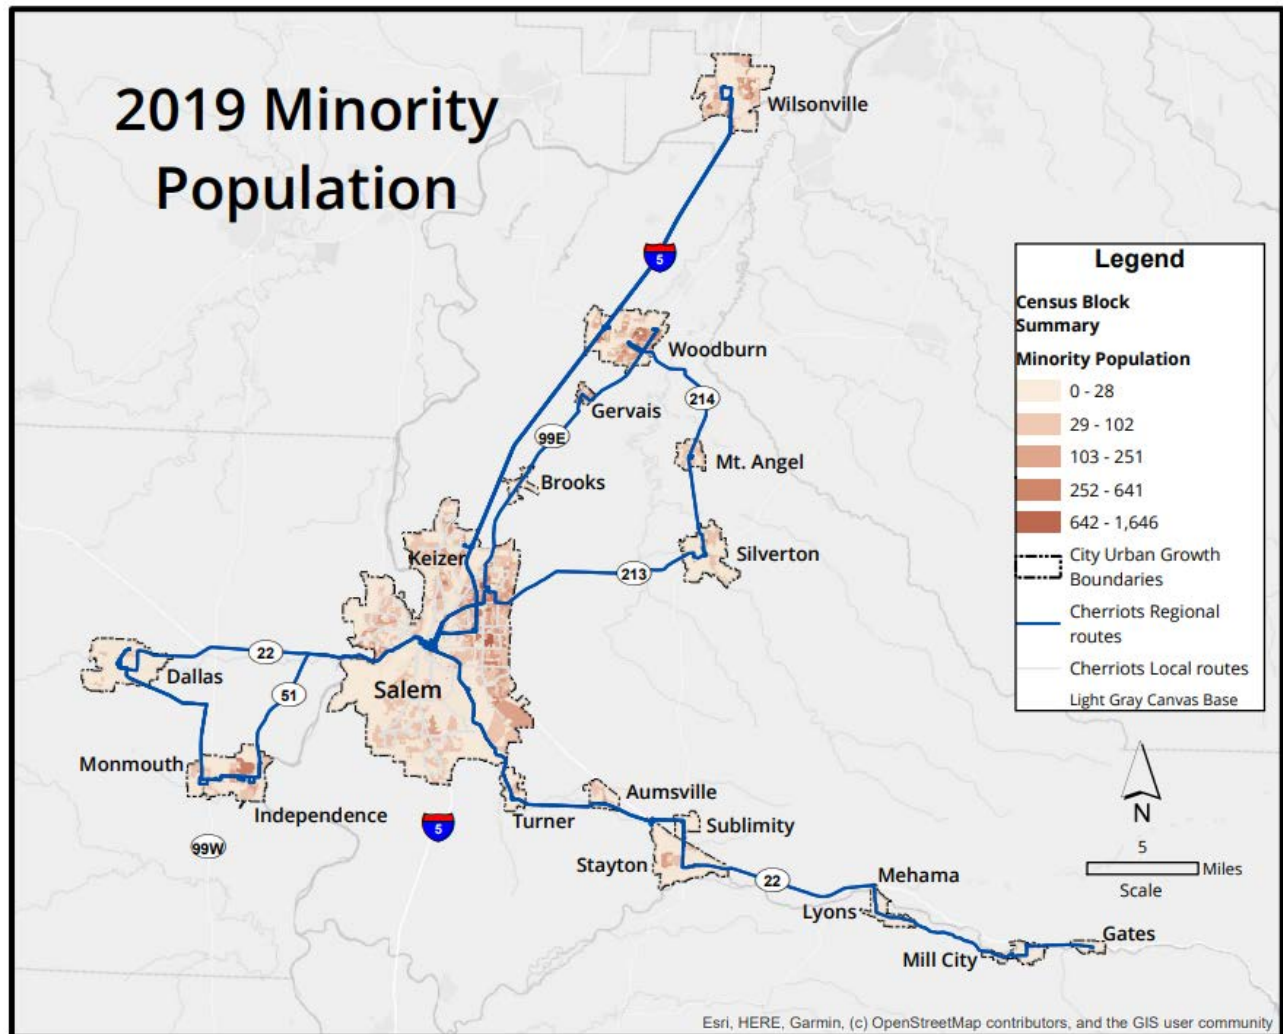 2019 Minority
Population
Wilsonville
5
Legend
Census Block
Summary
Minority Population
0 - 28
29 - 102
103 - 251
252 - 641
642 - 1,646
City Urban Growth
Boundaries
Cherriots Regional
routes
Cherriots Local routes
Light Gray Canvas Base
Woodburn
Gervais
214
99E
Mt. Angel
Brooks
Keizer
Silverton
213
22
Dallas
51
Salem
Monmouth
Independence
99W
5
Turner
Aumsville
Sublimity
Stayton
22
Mehama
Lyons
Mill City
Gates
N
5
Miles
Scale
Esri, HERE, Garmin, (c) OpenStreetMap contributors, and the GIS user community